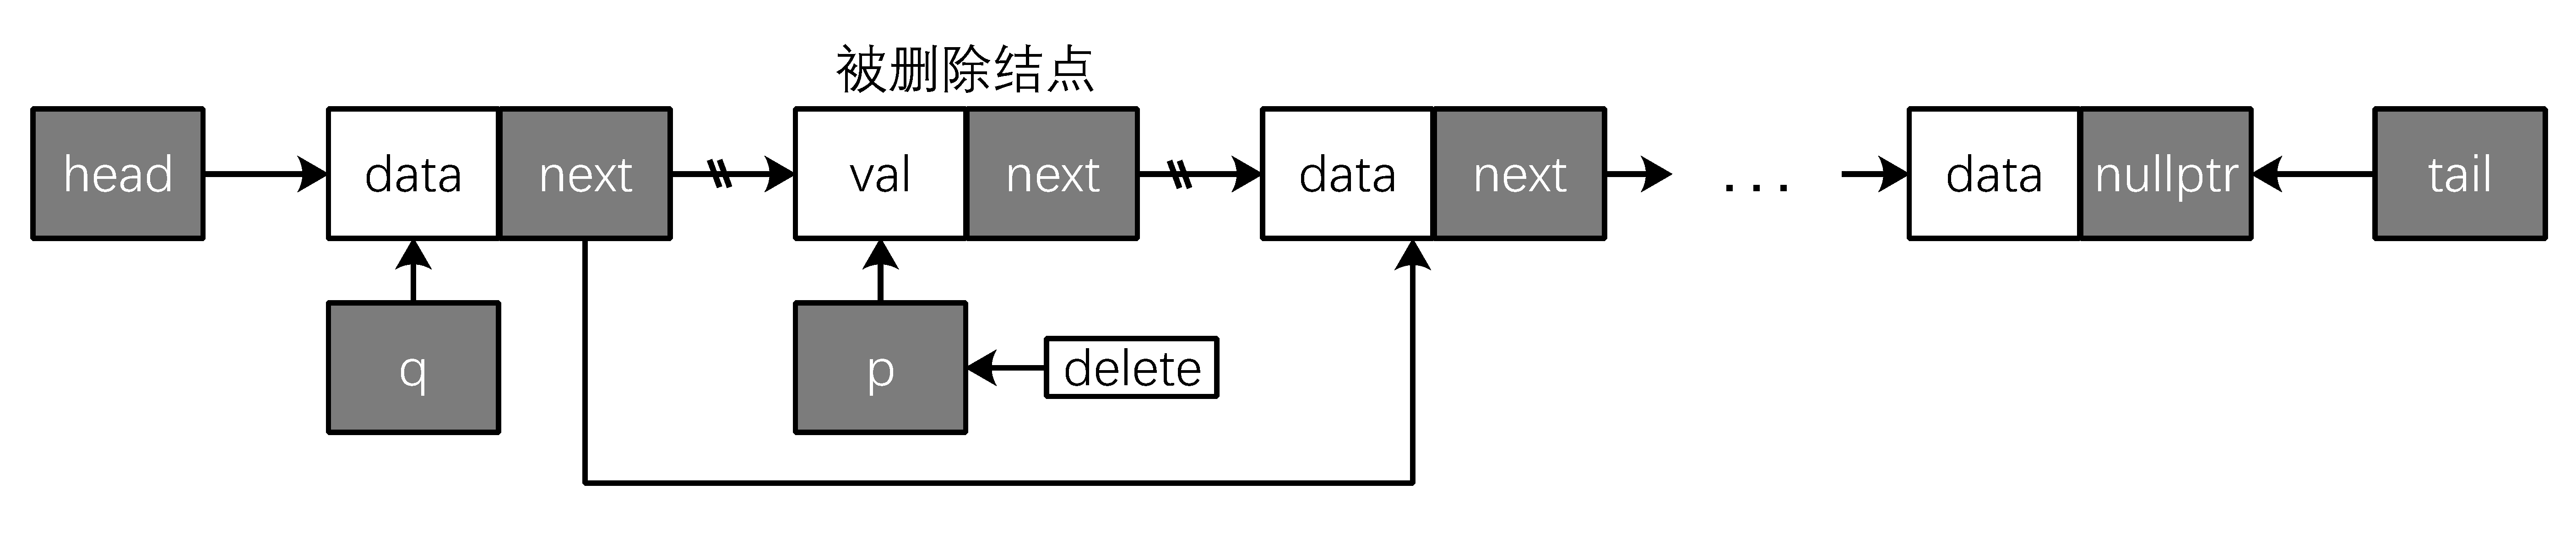 被删除结点
head data next val next data next ... data nullptr tail
q p delete